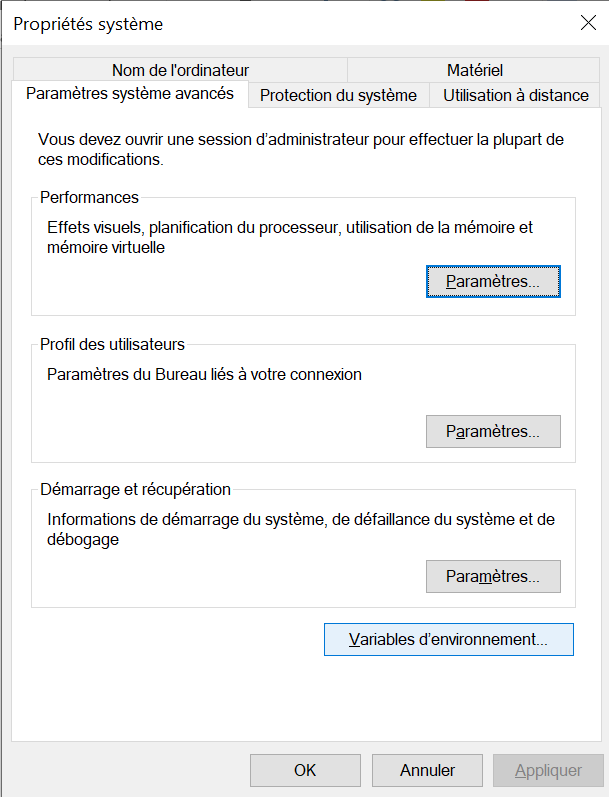 Propriétés système
Nom de l'ordinateur
Matériel
Paramètres système avancés
Protection du système
Utilisation à distance
Vous devez ouvrir une session d’administrateur pour effectuer la plupart de
ces modifications.
Performances
Effets visuels, planification du processeur, utilisation de la mémoire et
mémoire virtuelle
Paramètres...
Profil des utilisateurs
Paramètres du Bureau liés à votre connexion
Paramètres...
Démarrage et récupération
Informations de démarrage du système, de défaillance du système et de
débogage
Paramètres...
Variables d’environnement...
OK
Annuler
Appliquer